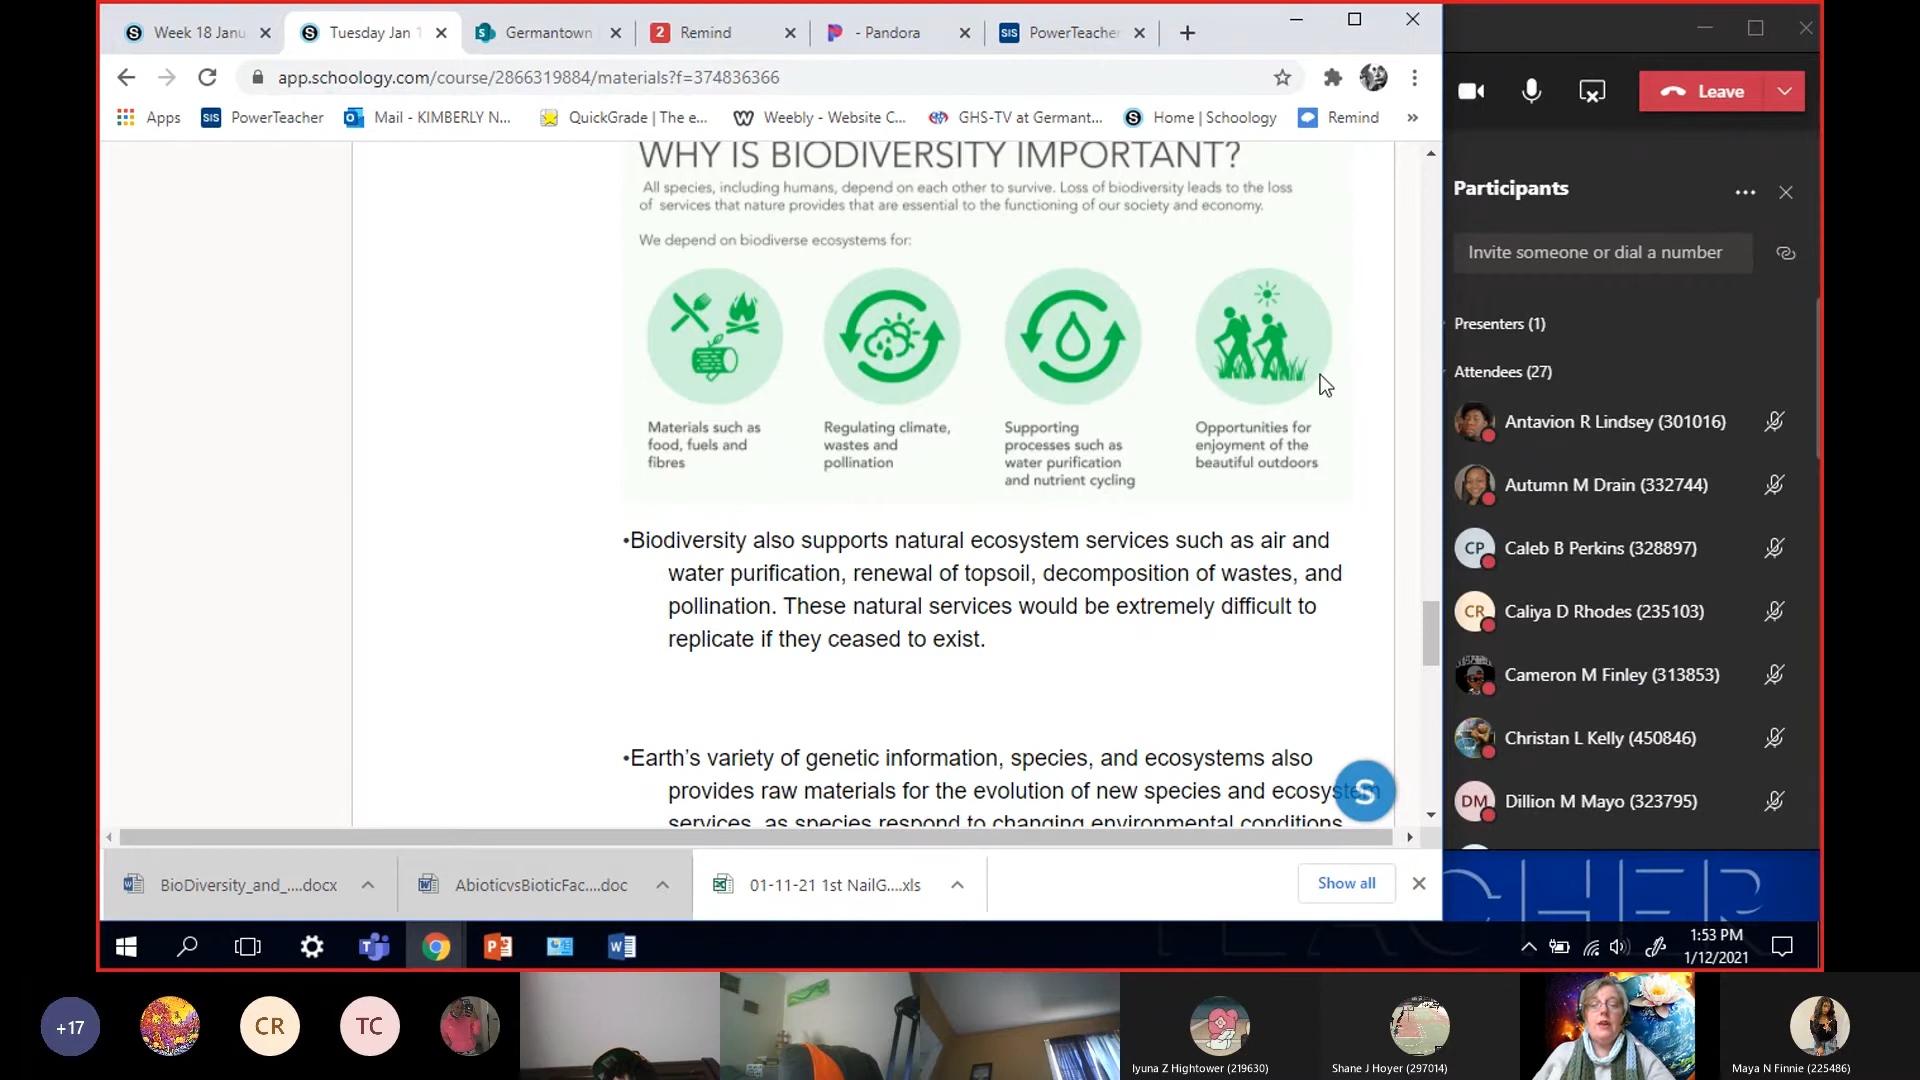 Week 18 Janu
Tuesday Jan 1
Germantown
2 Remind
- Pandora
SIS PowerTeacher
app.schoology.com/course/2866319884/materials?f=374836366
Leave
Apps
SIS PowerTeacher
Mail - KIMBERLY N...
QuickGrade | The e...
Weebly - Website C...
GHS-TV at Germant...
Home | Schoology
Remind
»
WHY IS BIODIVERSITY IMPORTANT?
All species, including humans, depend on each other to survive. Loss of biodiversity leads to the loss
of services that nature provides that are essential to the functioning of our society and economy.
We depend on biodiverse ecosystems for:
Materials such as
food, fuels and
fibres
Regulating climate,
wastes and
pollination
Supporting
processes such as
water purification
and nutrient cycling
Opportunities for
enjoyment of the
beautiful outdoors
•Biodiversity also supports natural ecosystem services such as air and
water purification, renewal of topsoil, decomposition of wastes, and
pollination. These natural services would be extremely difficult to
replicate if they ceased to exist.
•Earth's variety of genetic information, species, and ecosystems also
provides raw materials for the evolution of new species and ecosystem
services, as species respond to changing environmental conditions
S
Participants
Invite someone or dial a number
Presenters (1)
Attendees (27)
Antavion R Lindsey (301016)
Autumn M Drain (332744)
CP Caleb B Perkins (328897)
CR Caliya D Rhodes (235103)
Cameron M Finley (313853)
Christan L Kelly (450846)
DM Dillion M Mayo (323795)
BioDiversity_and_....docx
AbioticvsBioticFac....doc
01-11-21 1st NailG....xls
Show all
TEACHER
1:53 PM
1/12/2021
+17
CR
TC
Iyuna Z Hightower (219630)
Shane J Hoyer (297014)
Maya N Finnie (225486)